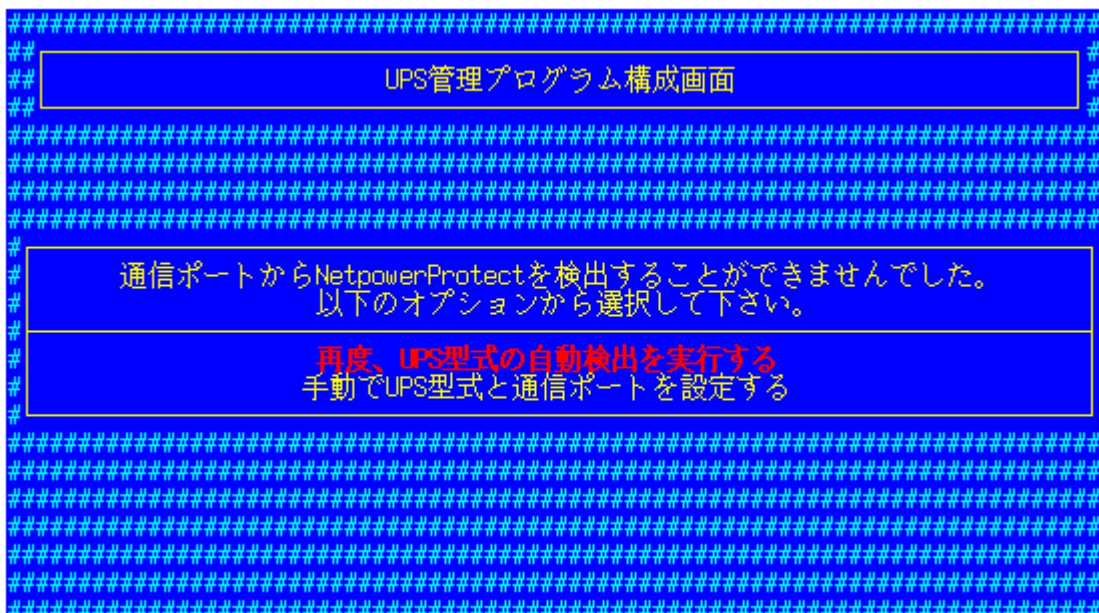 UPS管理プログラム構成画面
通信ポートからNetpowerProtectを検出することができませんでした。
以下のオプションから選択して下さい。
再度、UPS型式の自動検出を実行する
手動でUPS型式と通信ポートを設定する